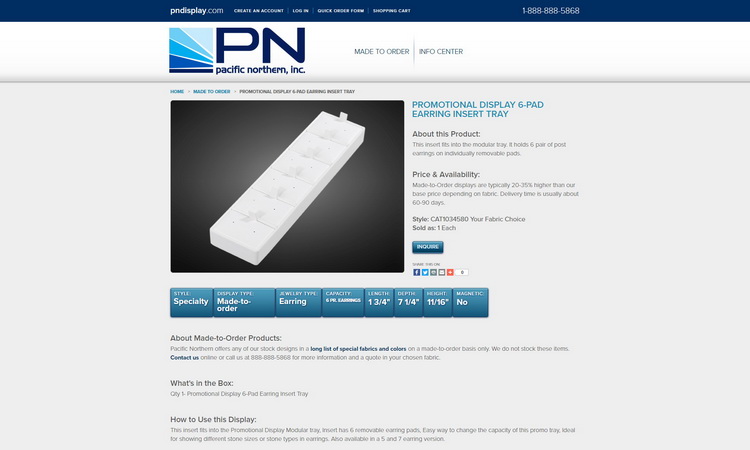 pndisplay.com
CREATE AN ACCOUNT
LOG IN
QUICK ORDER FORM
SHOPPING CART
1-888-888-5868
PN
pacific northern, inc.
MADE TO ORDER
INFO CENTER
HOME > MADE TO ORDER > PROMOTIONAL DISPLAY 6-PAD EARRING INSERT TRAY
PROMOTIONAL DISPLAY 6-PAD
EARRING INSERT TRAY
About this Product:
This insert fits into the modular tray. It holds 6 pair of post
earrings on individually removable pads.
Price & Availability:
Made-to-Order displays are typically 20-35% higher than our
base price depending on fabric. Delivery time is usually about
60-90 days.
Style: CAT1034580 Your Fabric Choice
Sold as: 1 Each
INQUIRE
SHARE THIS ON:
STYLE:
Specialty
DISPLAY TYPE:
Made-to-
order
JEWELRY TYPE:
Earring
CAPACITY:
6 PR. EARRINGS
LENGTH:
1 3/4"
DEPTH:
7 1/4"
HEIGHT:
11/16"
MAGNETIC:
No
About Made-to-Order Products:
Pacific Northern offers any of our stock designs in a long list of special fabrics and colors on a made-to-order basis only. We do not stock these items.
Contact us online or call us at 888-888-5868 for more information and a quote in your chosen fabric.
What's in the Box:
Qty 1- Promotional Display 6-Pad Earring Insert Tray
How to Use this Display:
This insert fits into the Promotional Display Modular tray, Insert has 6 removable earring pads, Easy way to change the capacity of this promo tray, Ideal
for showing different stone sizes or stone types in earrings. Also available in a 5 and 7 earring version.